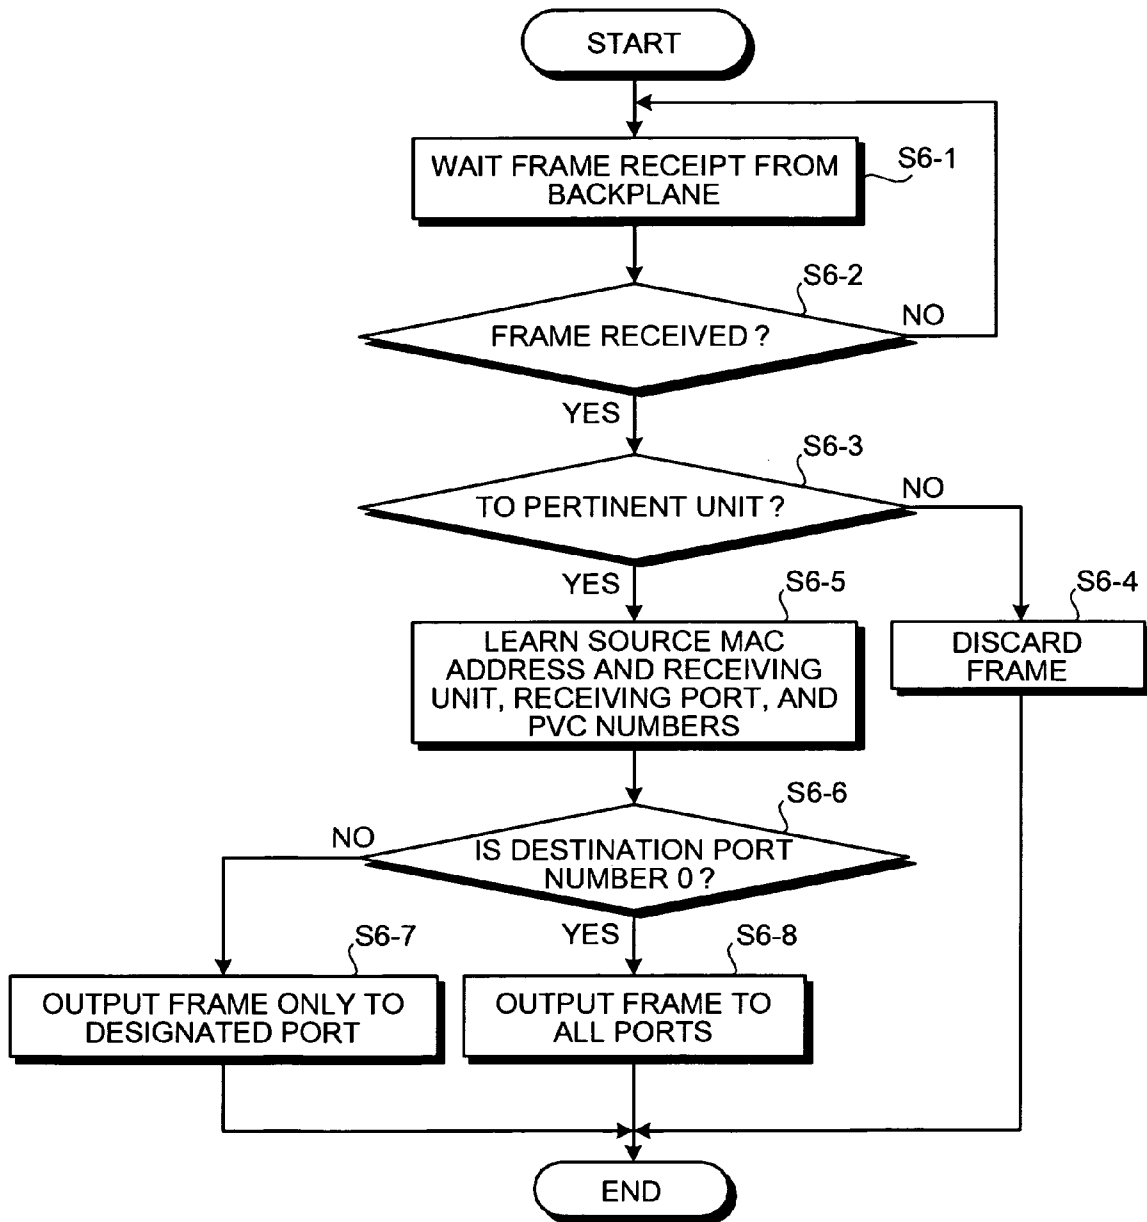 START
WAIT FRAME RECEIPT FROM
BACKPLANE
S6-1
S6-2
FRAME RECEIVED ?
NO
YES
S6-3
TO PERTINENT UNIT ?
NO
YES
S6-5
LEARN SOURCE MAC
ADDRESS AND RECEIVING
UNIT, RECEIVING PORT, AND
PVC NUMBERS
S6-4
DISCARD
FRAME
S6-6
IS DESTINATION PORT
NUMBER 0 ?
NO
YES
S6-7
OUTPUT FRAME ONLY TO
DESIGNATED PORT
S6-8
OUTPUT FRAME TO
ALL PORTS
END